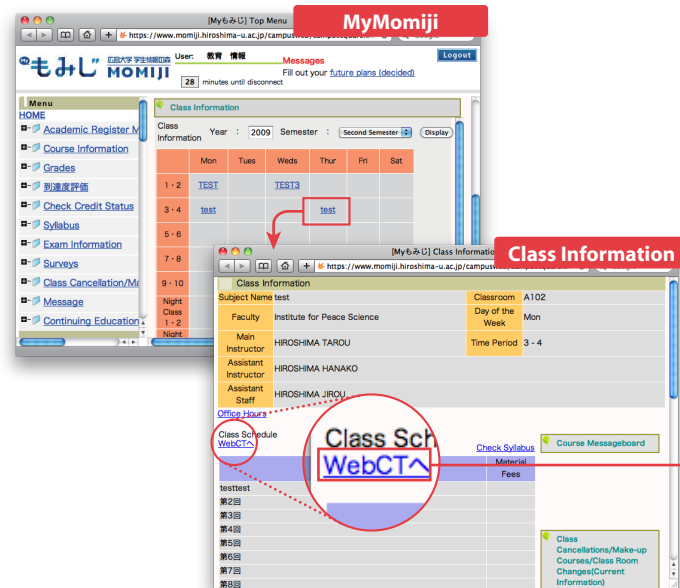 [Myもみじ] Top Menu
MyMomiji
https://www.momiji.hiroshima-u.ac.jp/campusweb/campussquare.
Myもみじ 広島大学 学生情報の森 MOMIJI
User: 教育 情報
28 minutes until disconnect
Messages
Fill out your future plans (decided)
Logout
Menu
HOME
Academic Register M
Course Information
Grades
到達度評価
Check Credit Status
Syllabus
Exam Information
Surveys
Class Cancellation/Ma
Message
Continuing Education
Class Information
Class Information Year : 2009 Semester : Second Semester Display
Mon Tues Weds Thur Fri Sat
1・2 TEST TEST3
3・4 test test
5・6
7・8
9・10
Night Class 1・2
Night
[Myもみじ] Class Information
Class Information
https://www.momiji.hiroshima-u.ac.jp/campusweb/campussquare.
Class Information
Subject Name test Classroom A102
Faculty Institute for Peace Science Day of the Week Mon
Main Instructor HIROSHIMA TAROU Time Period 3 - 4
Assistant Instructor HIROSHIMA HANAKO
Assistant Staff HIROSHIMA JIROU
Office Hours
Class Schedule
WebCTへ
Class Sch
WebCTへ
Check Syllabus
Material Fees
Course Messageboard
testtest
第2回
第3回
第4回
第5回
第6回
第7回
第8回
Class
Cancellations/Make-up
Courses/Class Room
Changes(Current
Information)